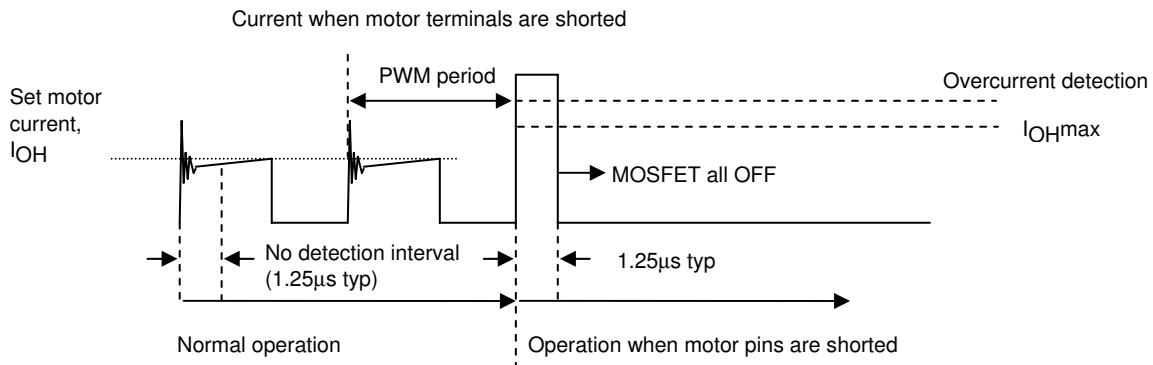 Current when motor terminals are shorted
PWM period
Overcurrent detection
Set motor
current,
IOH
IOHmax
MOSFET all OFF
No detection interval
(1.25μs typ)
1.25μs typ
Normal operation
Operation when motor pins are shorted